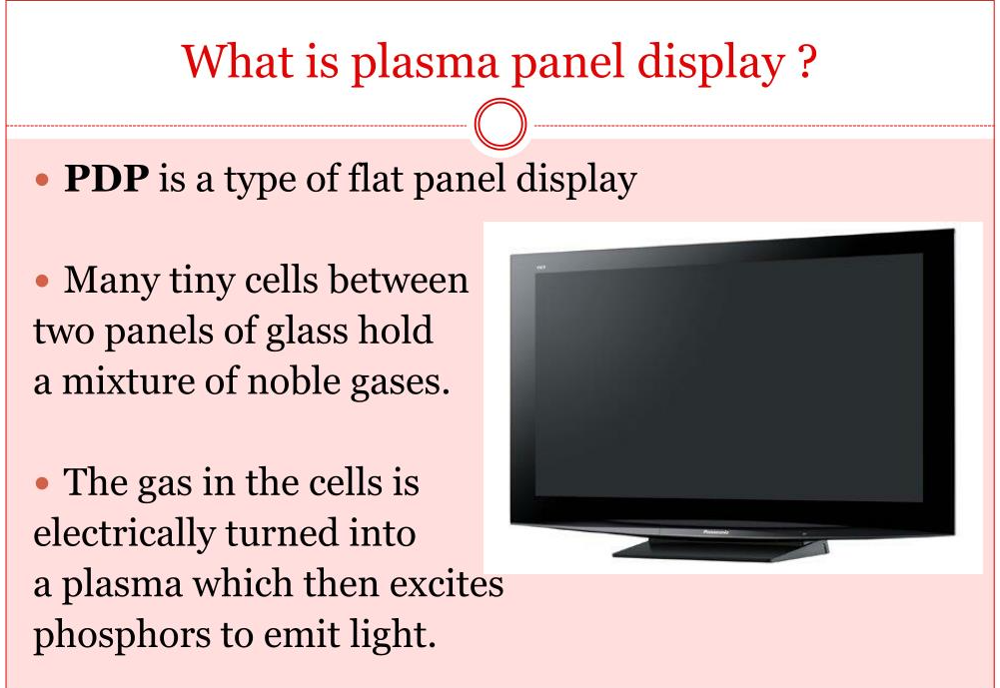 What is plasma panel display ?
• PDP is a type of flat panel display
• Many tiny cells between
two panels of glass hold
a mixture of noble gases.
• The gas in the cells is
electrically turned into
a plasma which then excites
phosphors to emit light.
Panasonic